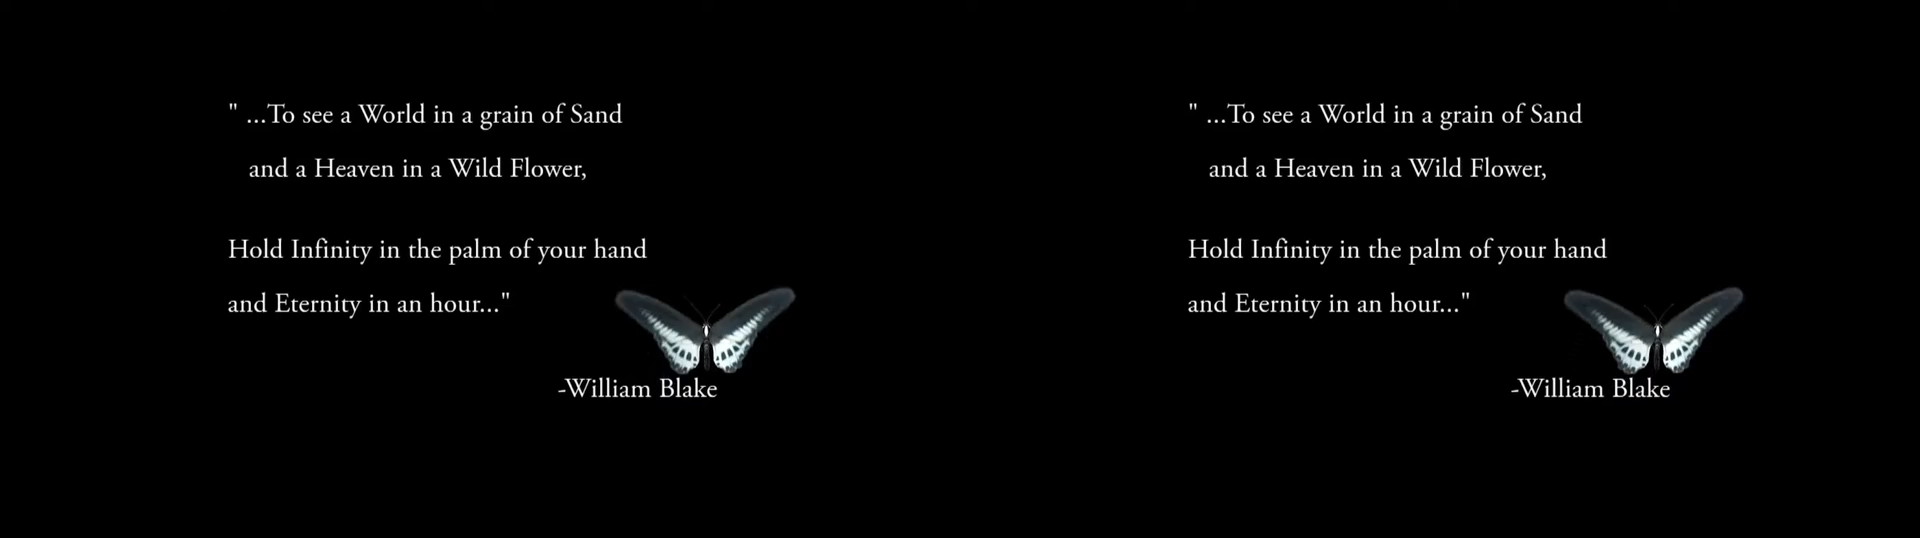 " ...To see a World in a grain of Sand
and a Heaven in a Wild Flower,
Hold Infinity in the palm of your hand
and Eternity in an hour..."
-William Blake
" ...To see a World in a grain of Sand
and a Heaven in a Wild Flower,
Hold Infinity in the palm of your hand
and Eternity in an hour..."
-William Blake